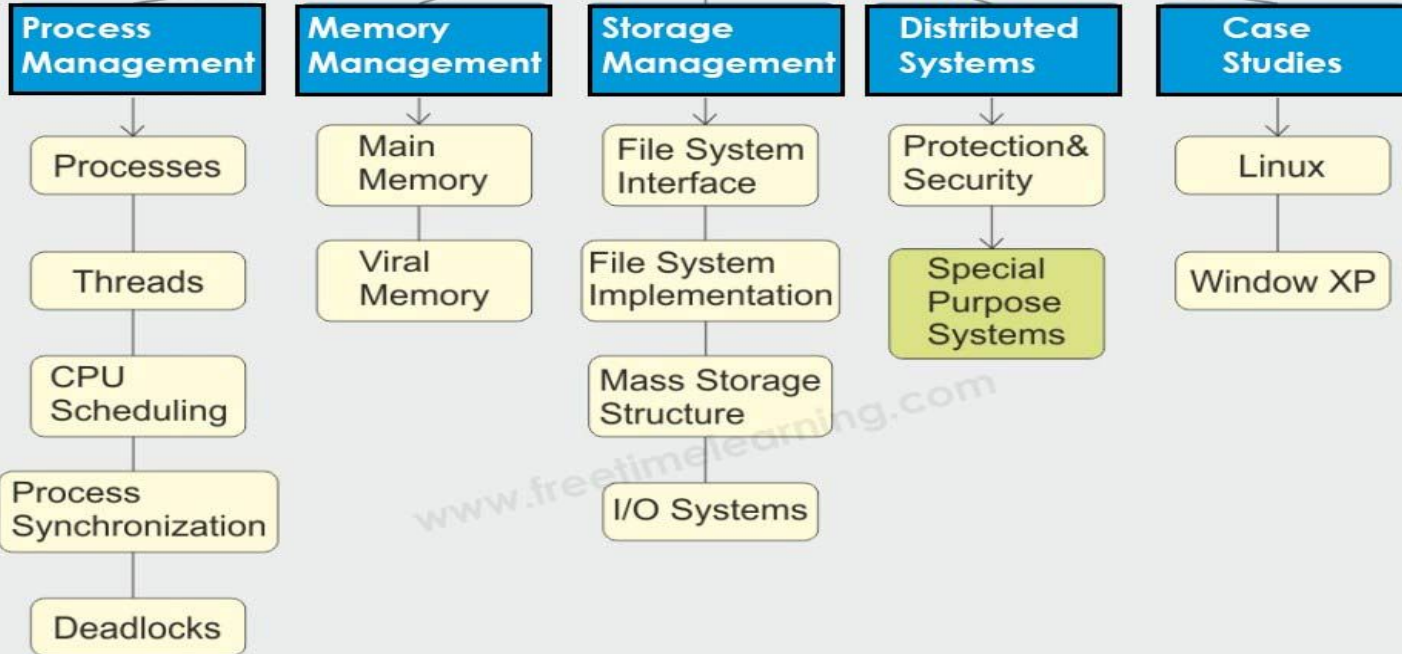 Process
Management
Memory
Management
Storage
Management
Distributed
Systems
Case
Studies
Processes
Threads
CPU
Scheduling
Process
Synchronization
Deadlocks
Main
Memory
Viral
Memory
File System
Interface
File System
Implementation
Mass Storage
Structure
I/O Systems
Protection&
Security
Special
Purpose
Systems
Linux
Window XP
www.freetimelearning.com